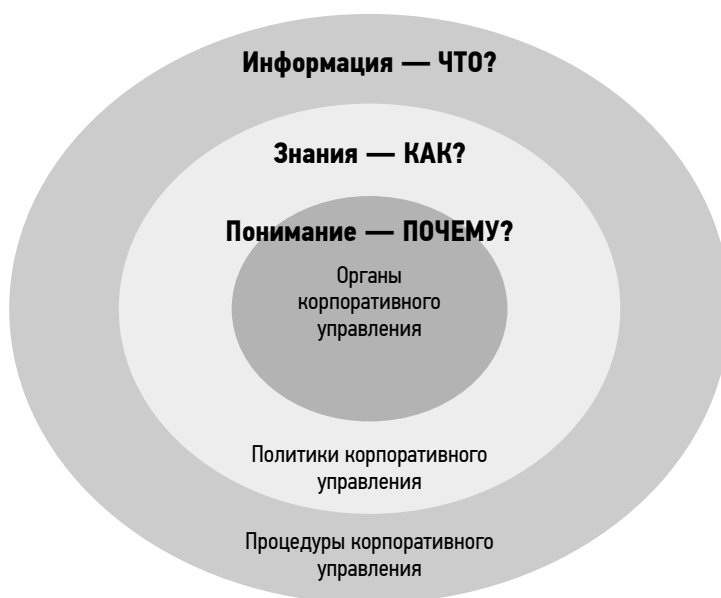 Информация — ЧТО?
Знания — КАК?
Понимание — ПОЧЕМУ?
Органы
корпоративного
управления
Политики корпоративного
управления
Процедуры корпоративного
управления